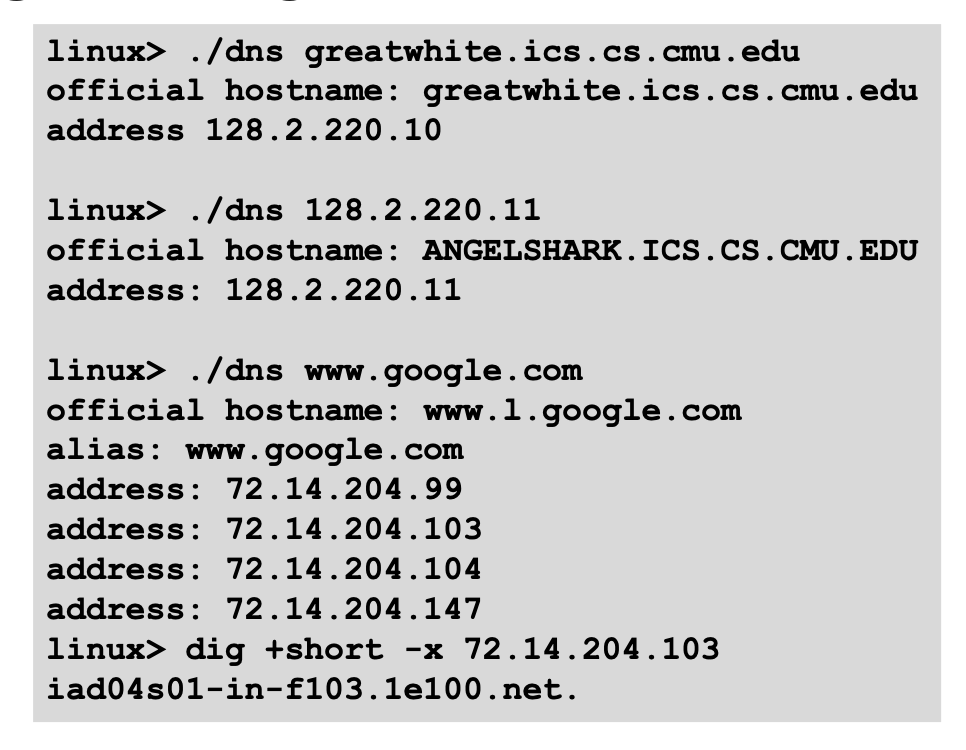 linux> ./dns greatwhite.ics.cs.cmu.edu
official hostname: greatwhite.ics.cs.cmu.edu
address 128.2.220.10
linux> ./dns 128.2.220.11
official hostname: ANGELSHARK.ICS.CS.CMU.EDU
address: 128.2.220.11
linux> ./dns www.google.com
official hostname: www.l.google.com
alias: www.google.com
address: 72.14.204.99
address: 72.14.204.103
address: 72.14.204.104
address: 72.14.204.147
linux> dig +short -x 72.14.204.103
iad04s01-in-f103.1e100.net.